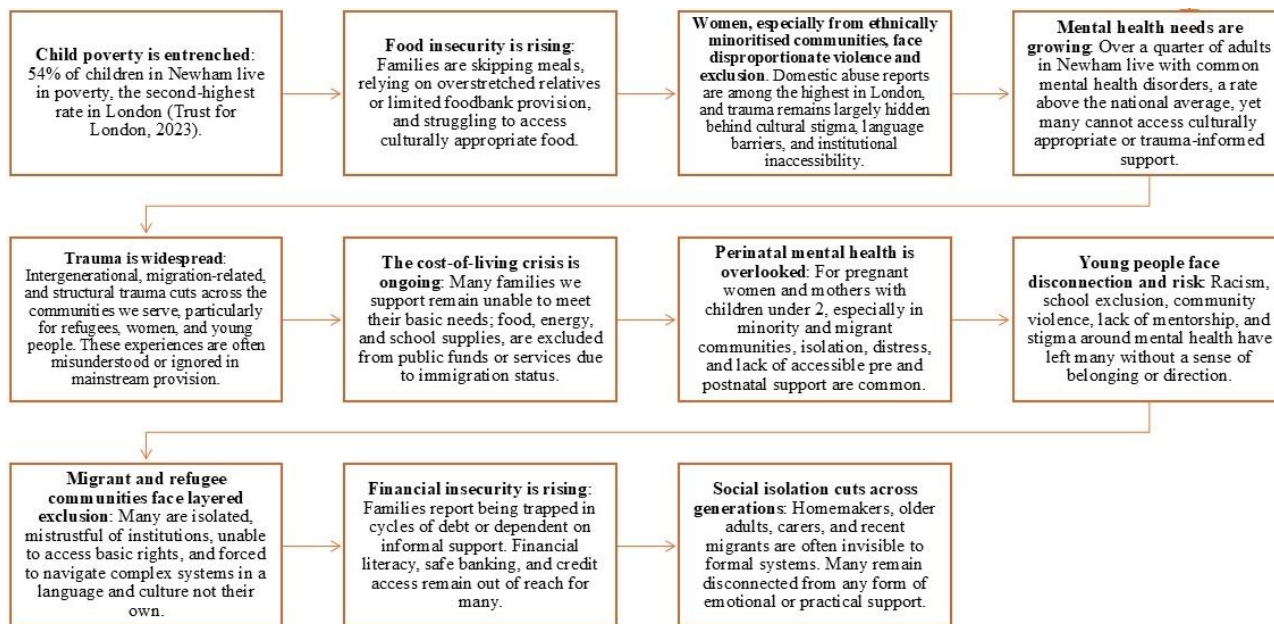 Child poverty is entrenched:
54% of children in Newham live
in poverty, the second-highest
rate in London (Trust for
London, 2023).
Food insecurity is rising:
Families are skipping meals,
relying on overstretched relatives
or limited foodbank provision,
and struggling to access
culturally appropriate food.
Women, especially from ethnically
minoritised communities, face
disproportionate violence and
exclusion. Domestic abuse reports
are among the highest in London,
and trauma remains largely hidden
behind cultural stigma, language
barriers, and institutional
inaccessibility.
Mental health needs are
growing: Over a quarter of adults
in Newham live with common
mental health disorders, a rate
above the national average, yet
many cannot access culturally
appropriate or trauma-informed
support.
Trauma is widespread:
Intergenerational, migration-related,
and structural trauma cuts across the
communities we serve, particularly
for refugees, women, and young
people. These experiences are often
misunderstood or ignored in
mainstream provision.
The cost-of-living crisis is
ongoing: Many families we
support remain unable to meet
their basic needs; food, energy,
and school supplies, are excluded
from public funds or services due
to immigration status.
Perinatal mental health is
overlooked: For pregnant
women and mothers with
children under 2, especially in
minority and migrant
communities, isolation, distress,
and lack of accessible pre and
postnatal support are common.
Young people face
disconnection and risk: Racism,
school exclusion, community
violence, lack of mentorship, and
stigma around mental health have
left many without a sense of
belonging or direction.
Migrant and refugee
communities face layered
exclusion: Many are isolated,
mistrustful of institutions, unable
to access basic rights, and forced
to navigate complex systems in a
language and culture not their
own.
Financial insecurity is rising:
Families report being trapped in
cycles of debt or dependent on
informal support. Financial
literacy, safe banking, and credit
access remain out of reach for
many.
Social isolation cuts across
generations: Homemakers, older
adults, carers, and recent
migrants are often invisible to
formal systems. Many remain
disconnected from any form of
emotional or practical support.